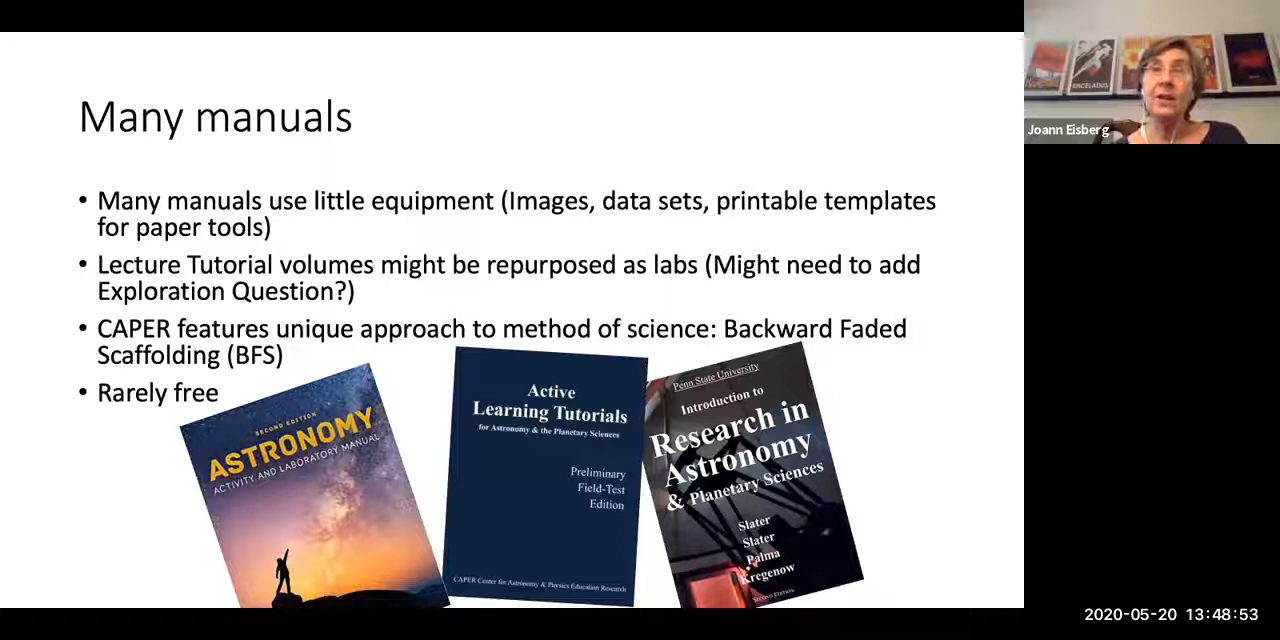 Many manuals
• Many manuals use little equipment (Images, data sets, printable templates
for paper tools)
• Lecture Tutorial volumes might be repurposed as labs (Might need to add
Exploration Question?)
• CAPER features unique approach to method of science: Backward Faded
Scaffolding (BFS)
• Rarely free
SECOND EDITION
ASTRONOMY
ACTIVITY AND LABORATORY MANUAL
Active
Learning Tutorials
for Astronomy & the Planetary Sciences
Preliminary
Field-Test
Edition
CAPER Center for Astronomy & Physics Education Research
Penn State University
Introduction to
Research in
Astronomy
& Planetary Sciences
Slater
Slater
Palma
Kregenow
SECOND EDITION
ENCELADUS
Joann Eisberg
2020-05-20 13:48:53